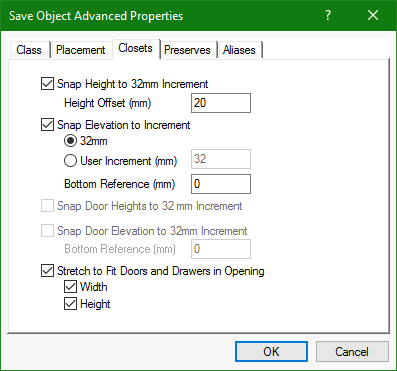 Save Object Advanced Properties ?
Class Placement Closets Preserves Aliases
Snap Height to 32mm Increment
Height Offset (mm) 20
Snap Elevation to Increment
32mm
User Increment (mm) 32
Bottom Reference (mm) 0
Snap Door Heights to 32 mm Increment
Snap Door Elevation to 32mm Increment
Bottom Reference (mm) 0
Stretch to Fit Doors and Drawers in Opening
Width
Height
OK Cancel